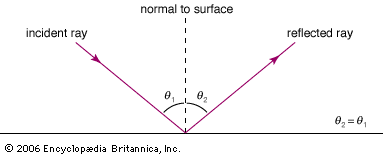 normal to surface
incident ray
reflected ray
θ₁
θ₂
θ₂ = θ₁
© 2006 Encyclopædia Britannica, Inc.